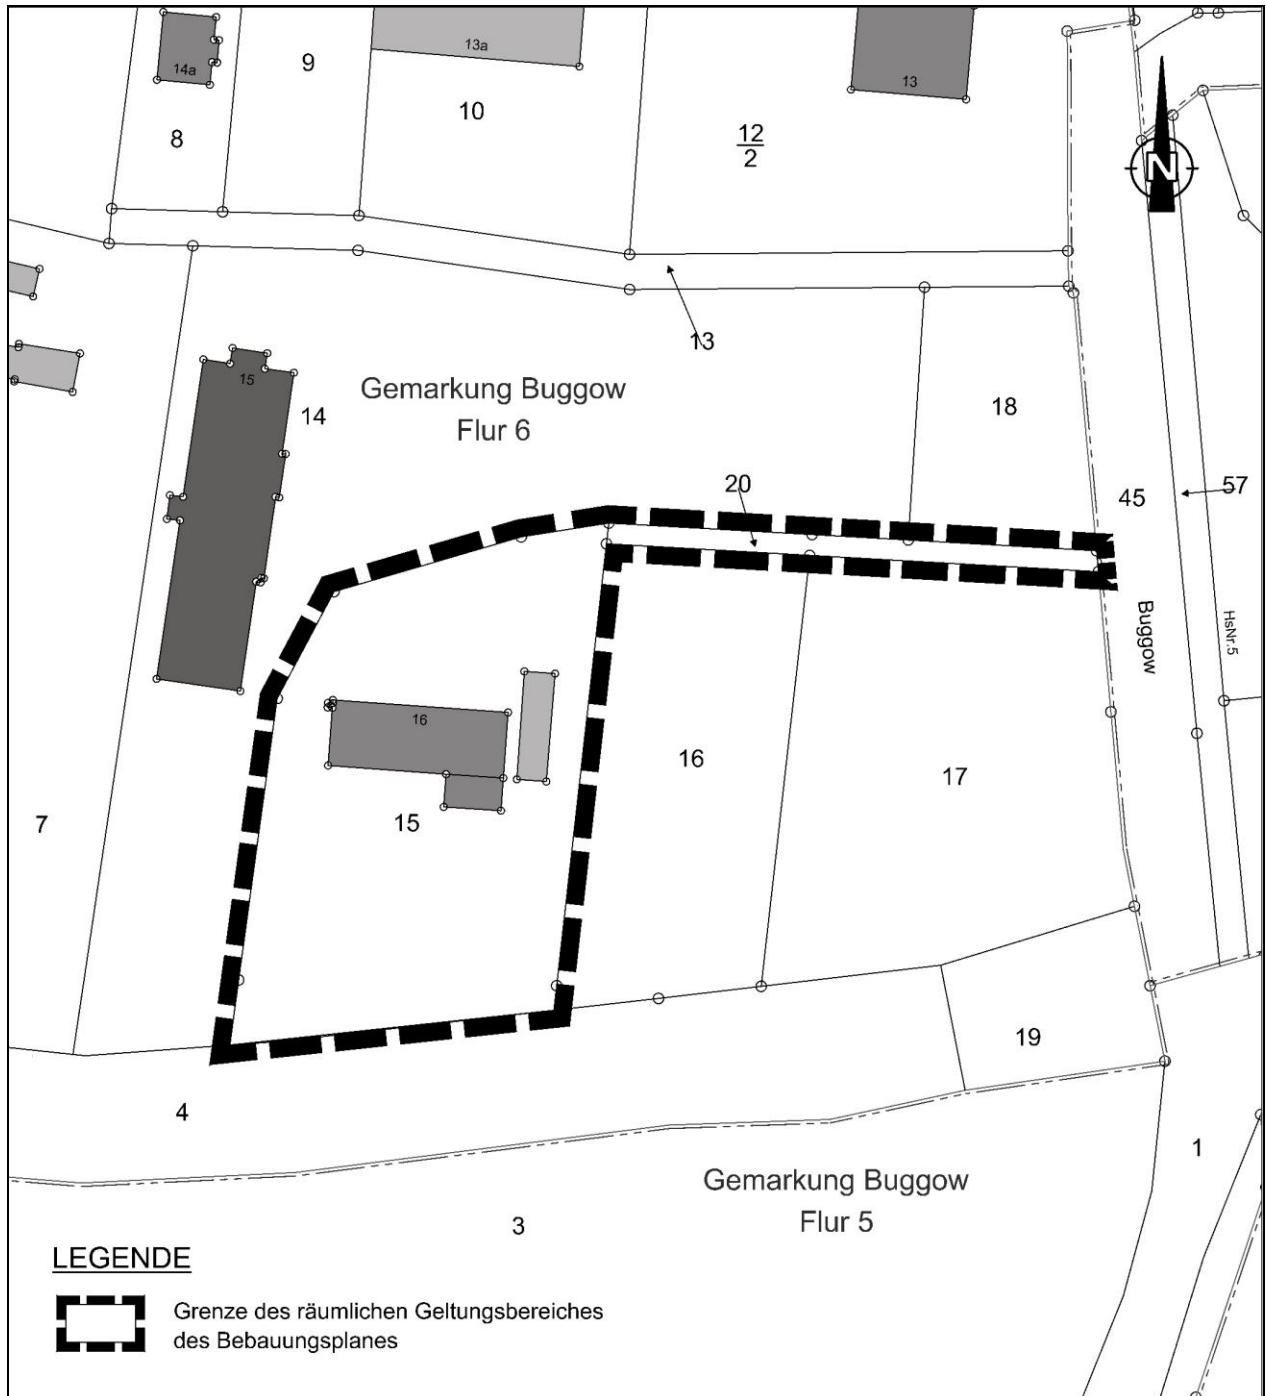 13a
14a
9
13
10
8
12
2
N
13
15
14
Gemarkung Buggow
Flur 6
18
20
45
57
Buggow
HsNr.5
16
16
17
15
7
19
4
1
Gemarkung Buggow
Flur 5
3
LEGENDE
Grenze des räumlichen Geltungsbereiches
des Bebauungsplanes